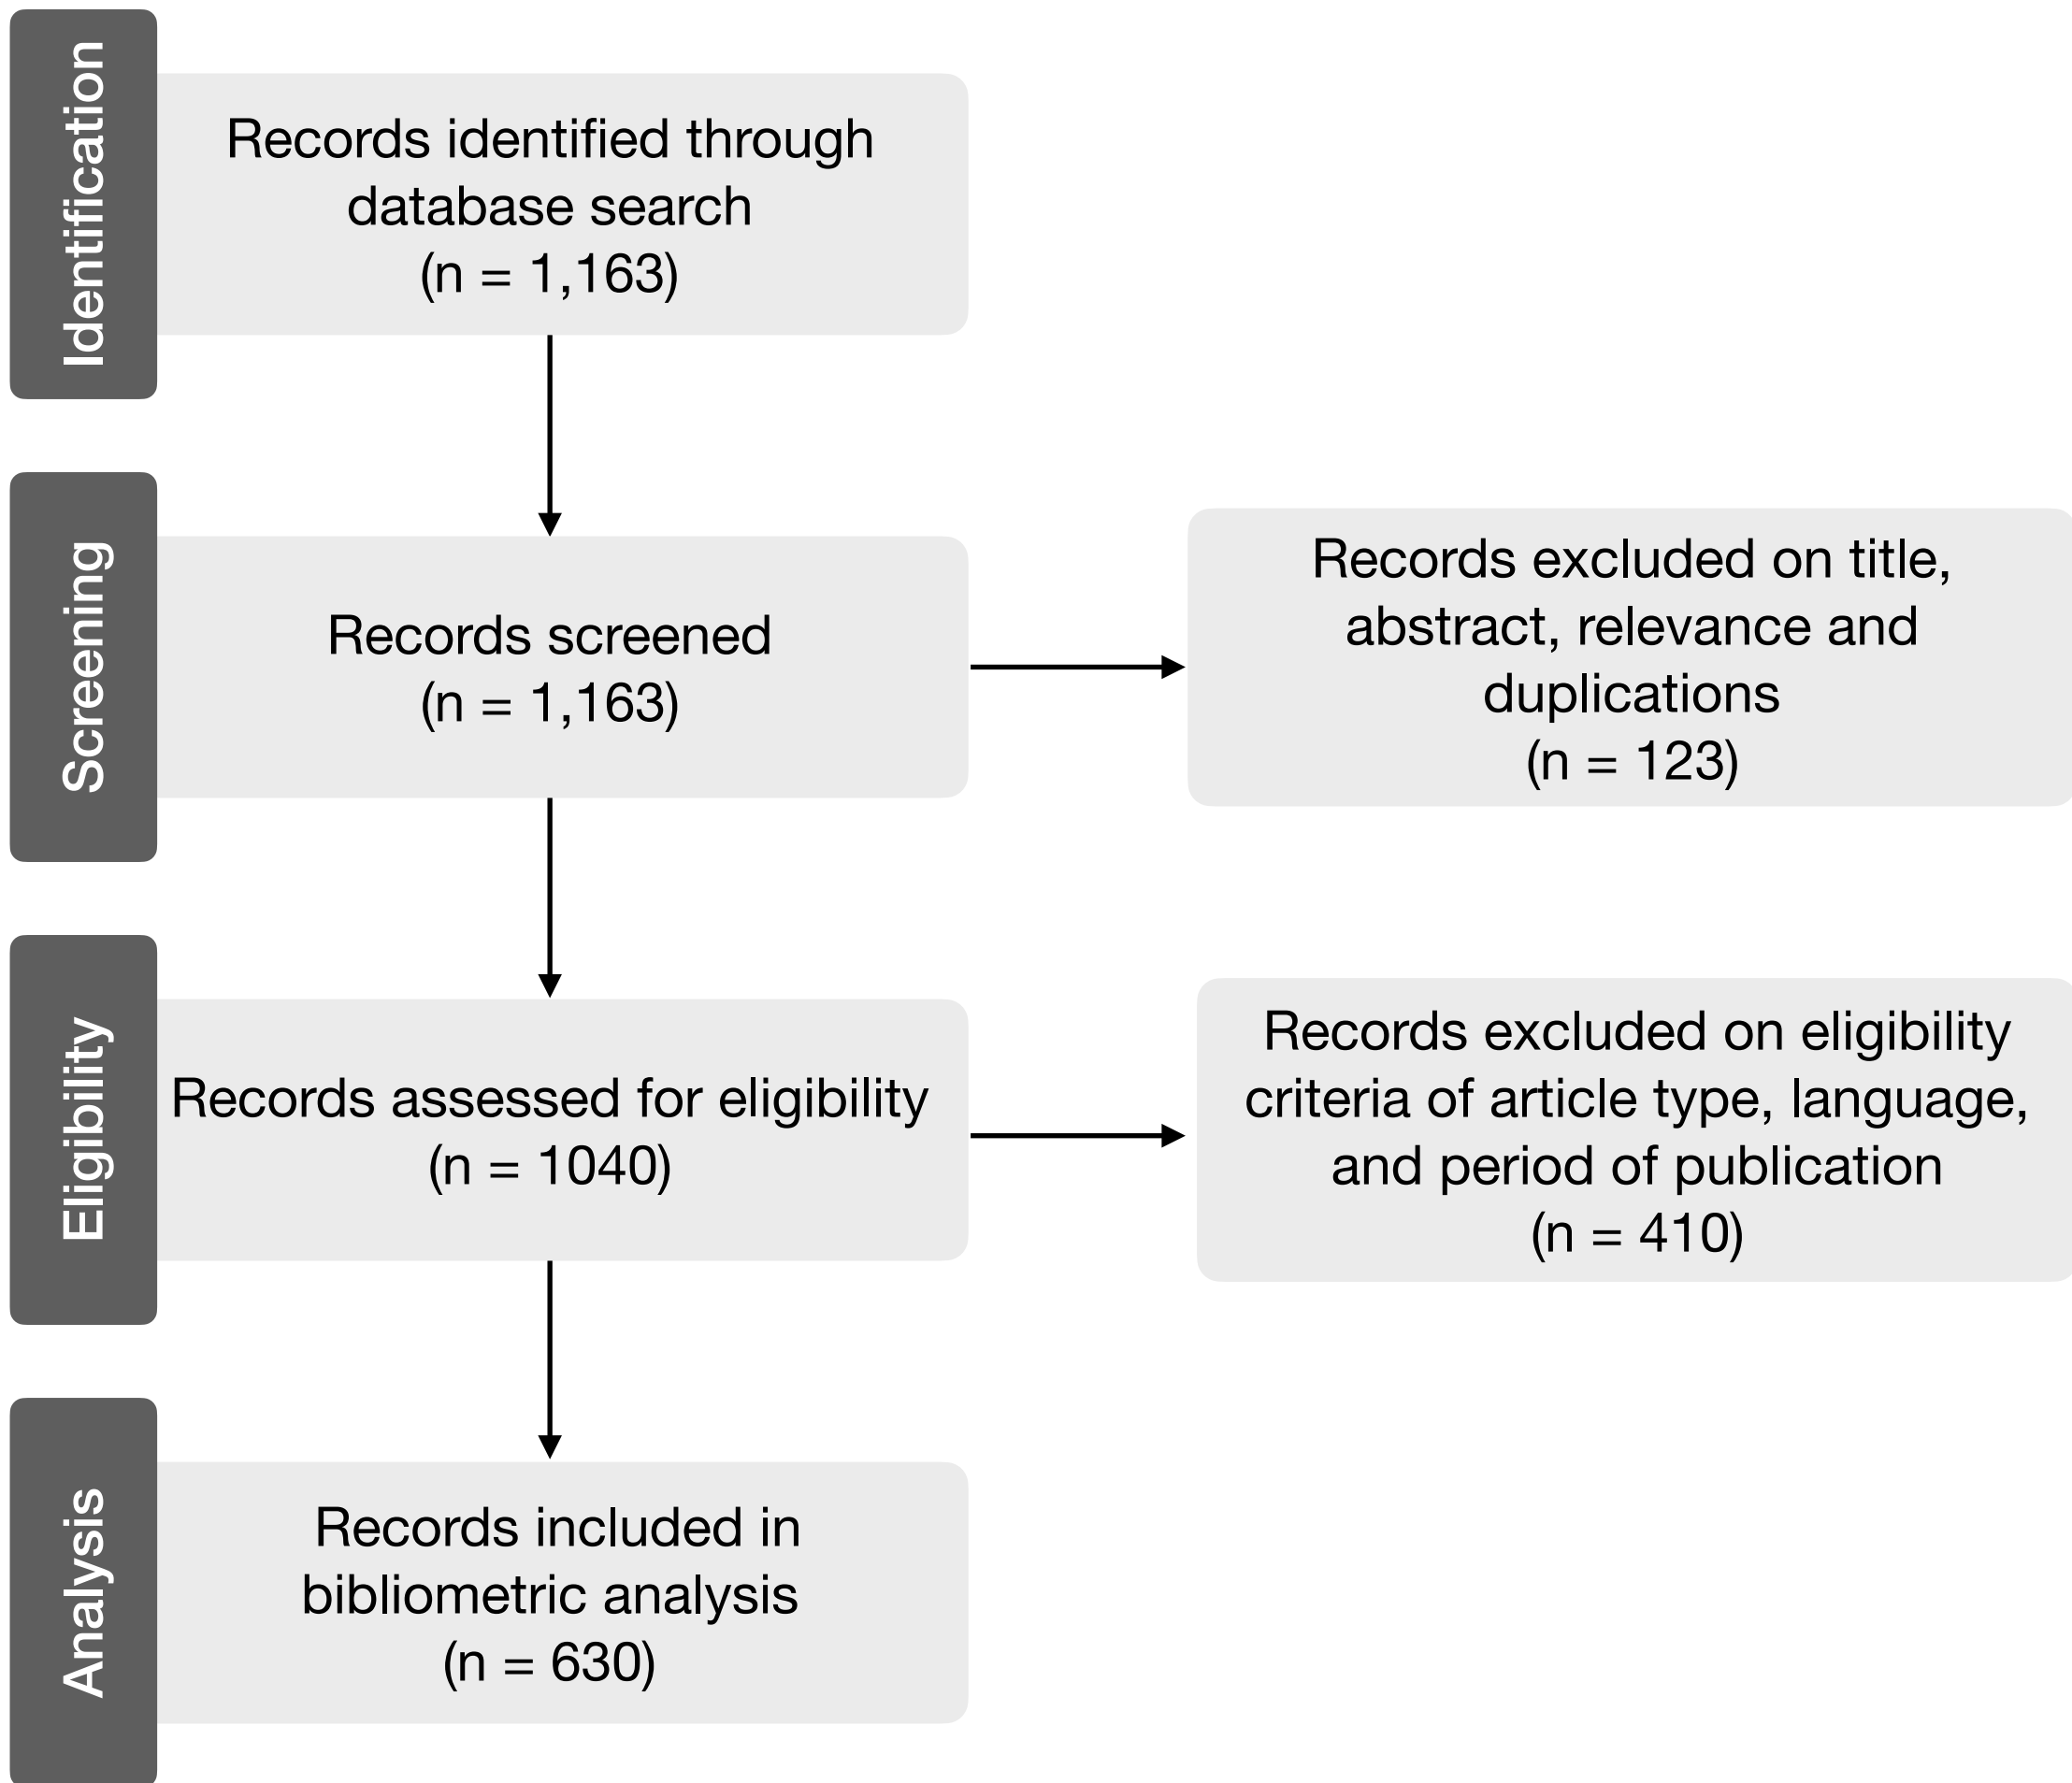 Identification
Records identified through
database search
(n = 1,163)
Screening
Records screened
(n = 1,163)
Records excluded on title,
abstract, relevance and
duplications
(n = 123)
Eligibility
Records assessed for eligibility
(n = 1040)
Records excluded on eligibility
criteria of article type, language,
and period of publication
(n = 410)
Analysis
Records included in
bibliometric analysis
(n = 630)